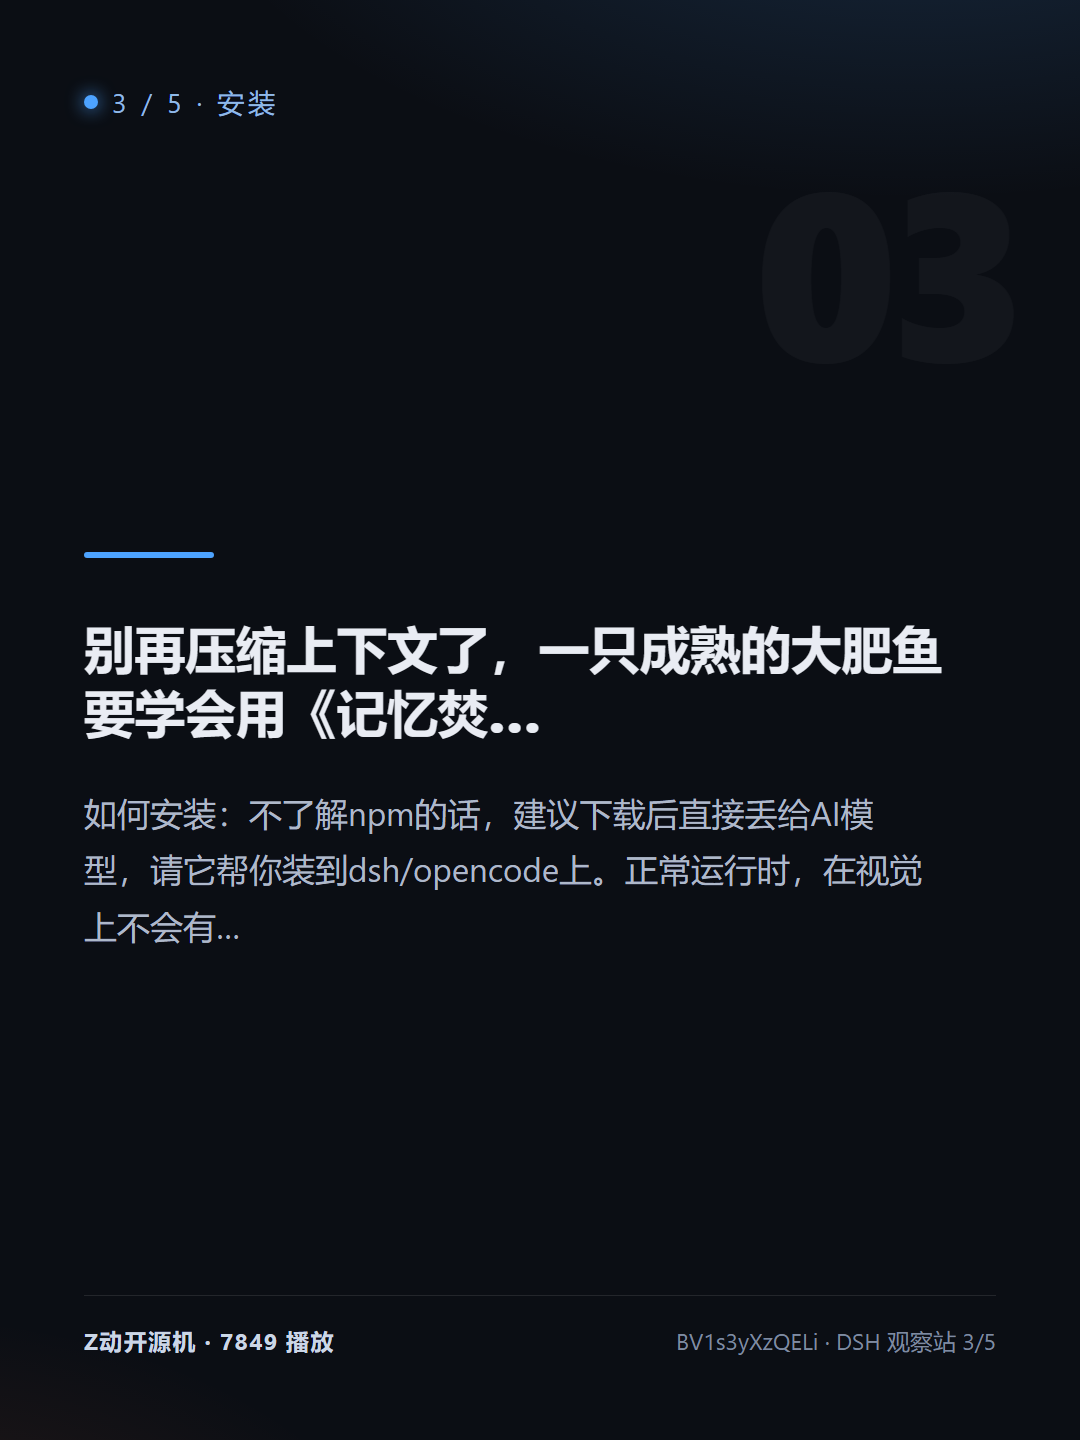 3 / 5 · 安装
03
别再压缩上下文了，一只成熟的大肥鱼
要学会用《记忆焚...
如何安装：不了解npm的话，建议下载后直接丢给AI模
型，请它帮你装到dsh/opencode上。正常运行时，在视觉
上不会有...
Z动开源机 · 7849 播放
BV1s3yXzQELi · DSH 观察站 3/5